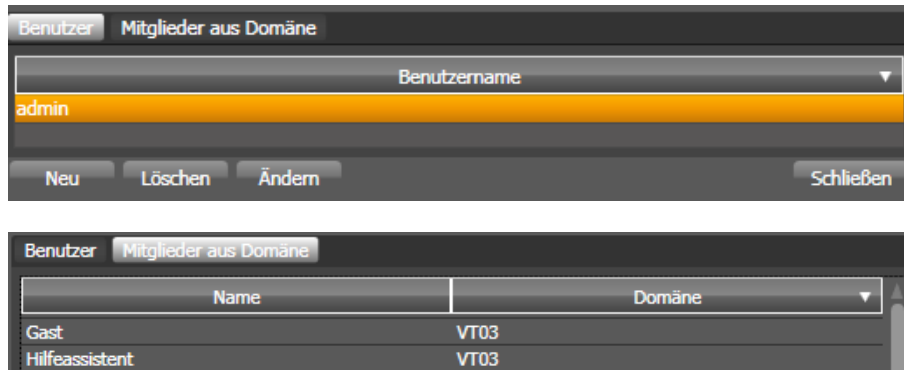 Benutzer Mitglieder aus Domäne
Benutzername
admin
Neu Löschen Ändern Schließen
Benutzer Mitglieder aus Domäne
Name Domäne
Gast VT03
Hilfeassistent VT03